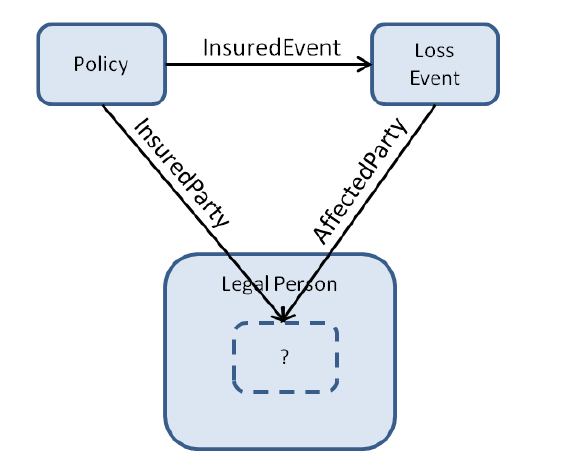 Policy
InsuredEvent
Loss
Event
InsuredParty
AffectedParty
Legal Person
?